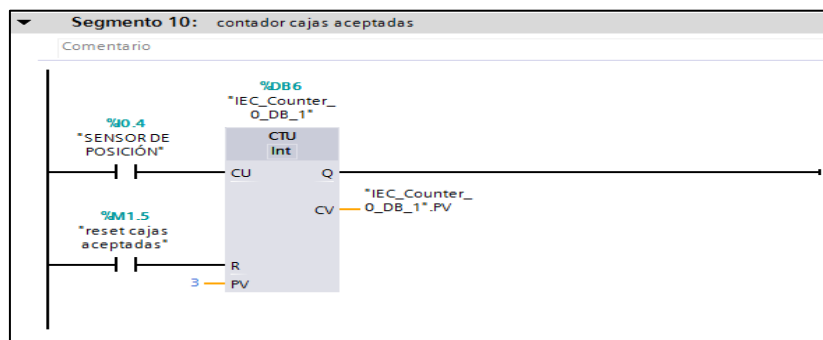 Segmento 10: contador cajas aceptadas
Comentario
%DB6
"IEC_Counter_
0_DB_1"
%I0.4
"SENSOR DE
POSICIÓN"
CTU
Int
CU Q
"IEC_Counter_
CV 0_DB_1".PV
%M1.5
"reset cajas
aceptadas"
R
3 PV